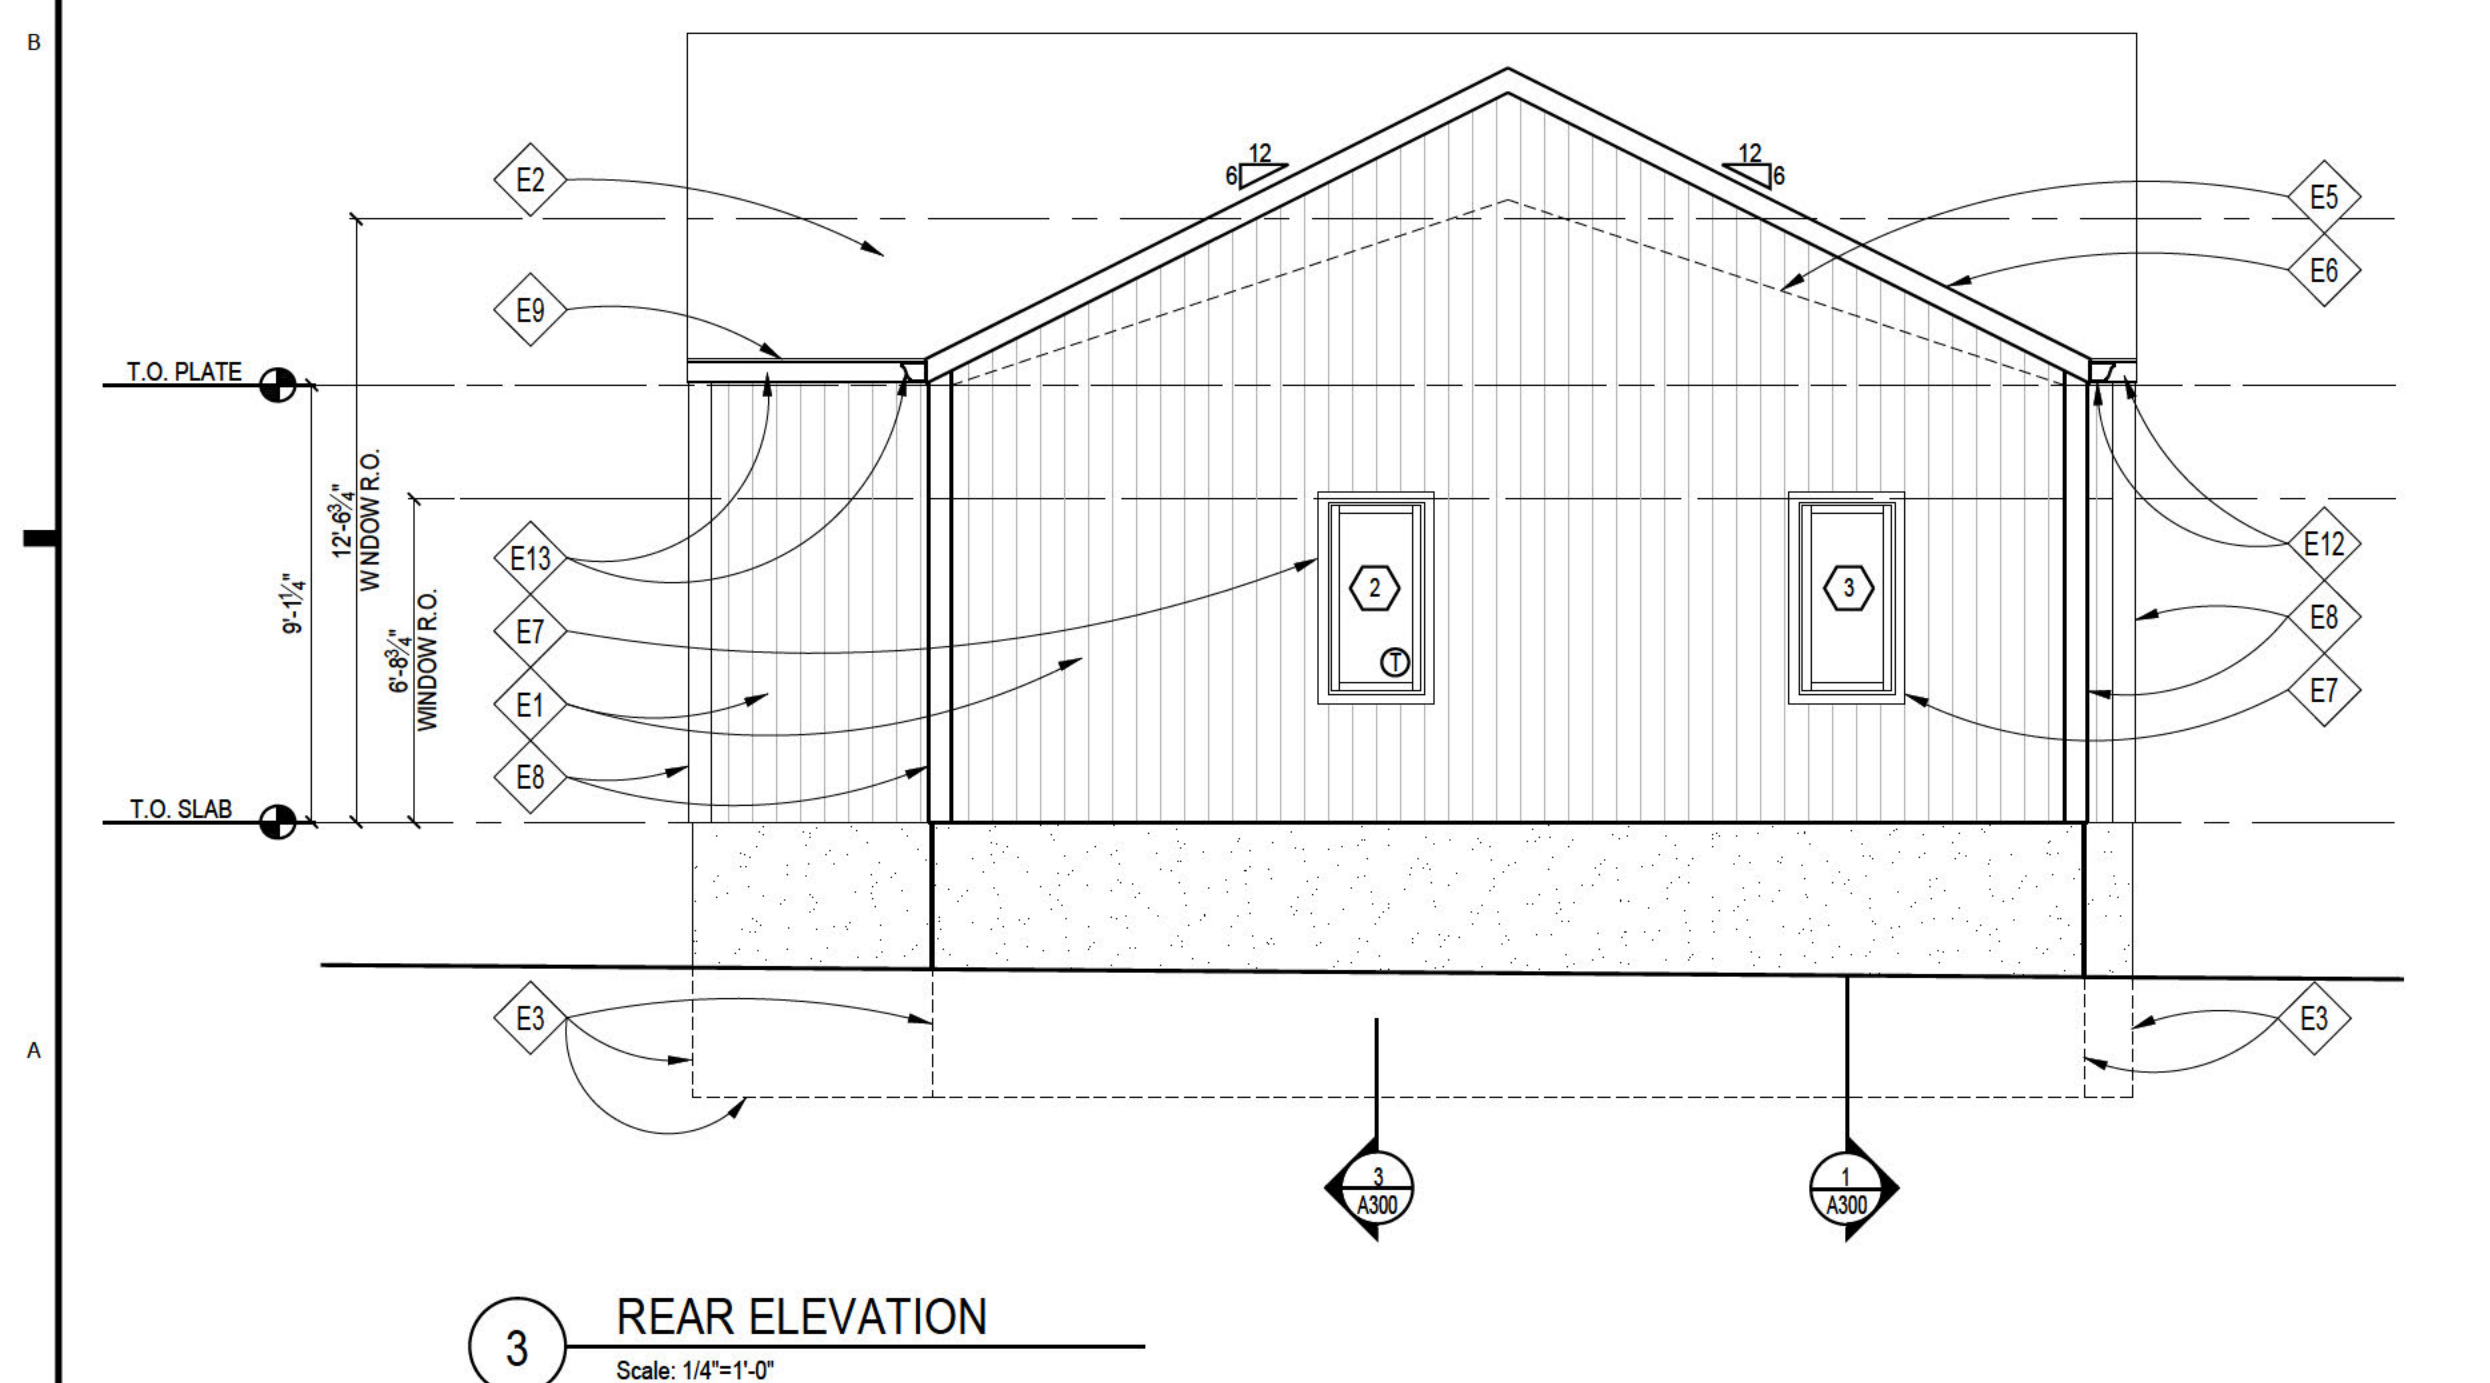 B
12
6
12
6
E2
E5
E6
E9
T.O. PLATE
12'-6¾"
W NDOW R.O.
9'-1¼"
6'-8¾"
WINDOW R.O.
E13
E7
E1
E8
2
T
3
E12
E8
E7
T.O. SLAB
E3
E3
A
3
A300
1
A300
3
REAR ELEVATION
Scale: 1/4"=1'-0"